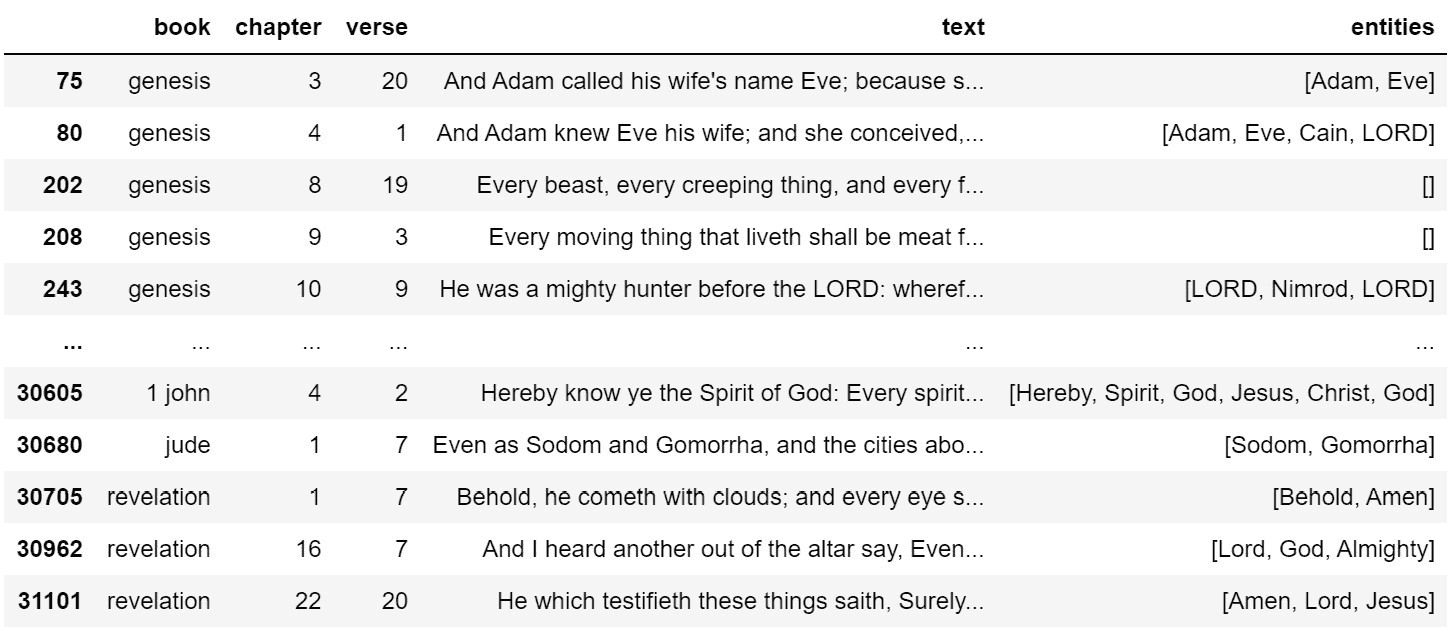 book chapter verse text entities
75 genesis 3 20 And Adam called his wife's name Eve; because s... [Adam, Eve]
80 genesis 4 1 And Adam knew Eve his wife; and she conceived,... [Adam, Eve, Cain, LORD]
202 genesis 8 19 Every beast, every creeping thing, and every f... []
208 genesis 9 3 Every moving thing that liveth shall be meat f... []
243 genesis 10 9 He was a mighty hunter before the LORD: wheref... [LORD, Nimrod, LORD]
... ... ... ... ... ...
30605 1 john 4 2 Hereby know ye the Spirit of God: Every spirit... [Hereby, Spirit, God, Jesus, Christ, God]
30680 jude 1 7 Even as Sodom and Gomorrha, and the cities abo... [Sodom, Gomorrha]
30705 revelation 1 7 Behold, he cometh with clouds; and every eye s... [Behold, Amen]
30962 revelation 16 7 And I heard another out of the altar say, Even... [Lord, God, Almighty]
31101 revelation 22 20 He which testifieth these things saith, Surely... [Amen, Lord, Jesus]